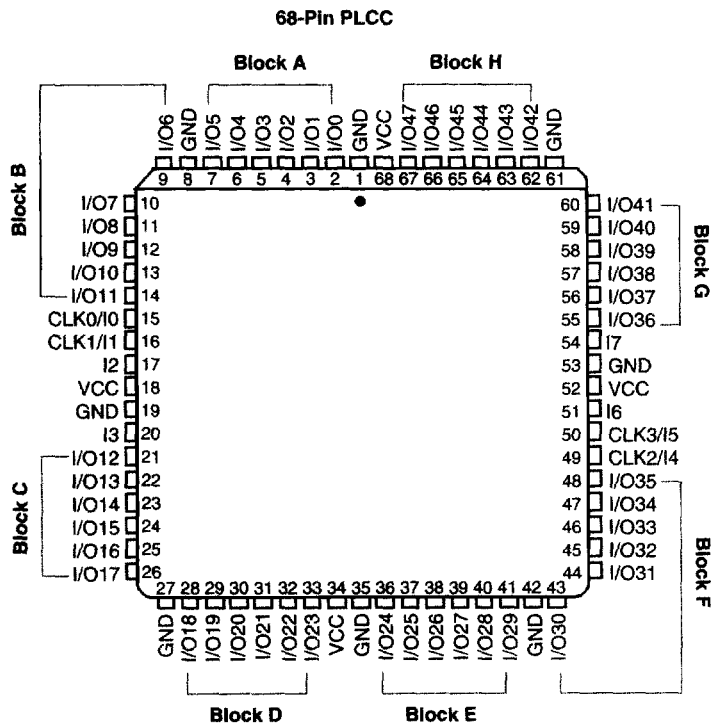 68-Pin PLCC
Block A
Block H
I/O6
GND
I/O5
I/O4
I/O3
I/O2
I/O1
I/O0
GND
VCC
I/O47
I/O46
I/O45
I/O44
I/O43
I/O42
GND
9 8 7 6 5 4 3 2 1 68 67 66 65 64 63 62 61
Block B
I/O7 10
I/O8 11
I/O9 12
I/O10 13
I/O11 14
CLK0/I0 15
CLK1/I1 16
I2 17
VCC 18
GND 19
I3 20
Block C
I/O12 21
I/O13 22
I/O14 23
I/O15 24
I/O16 25
I/O17 26
60 I/O41
59 I/O40
58 I/O39
57 I/O38
56 I/O37
55 I/O36
Block G
54 I7
53 GND
52 VCC
51 I6
50 CLK3/I5
49 CLK2/I4
48 I/O35
47 I/O34
46 I/O33
45 I/O32
44 I/O31
Block F
27 28 29 30 31 32 33 34 35 36 37 38 39 40 41 42 43
GND
I/O18
I/O19
I/O20
I/O21
I/O22
I/O23
VCC
GND
I/O24
I/O25
I/O26
I/O27
I/O28
I/O29
GND
I/O30
Block D
Block E